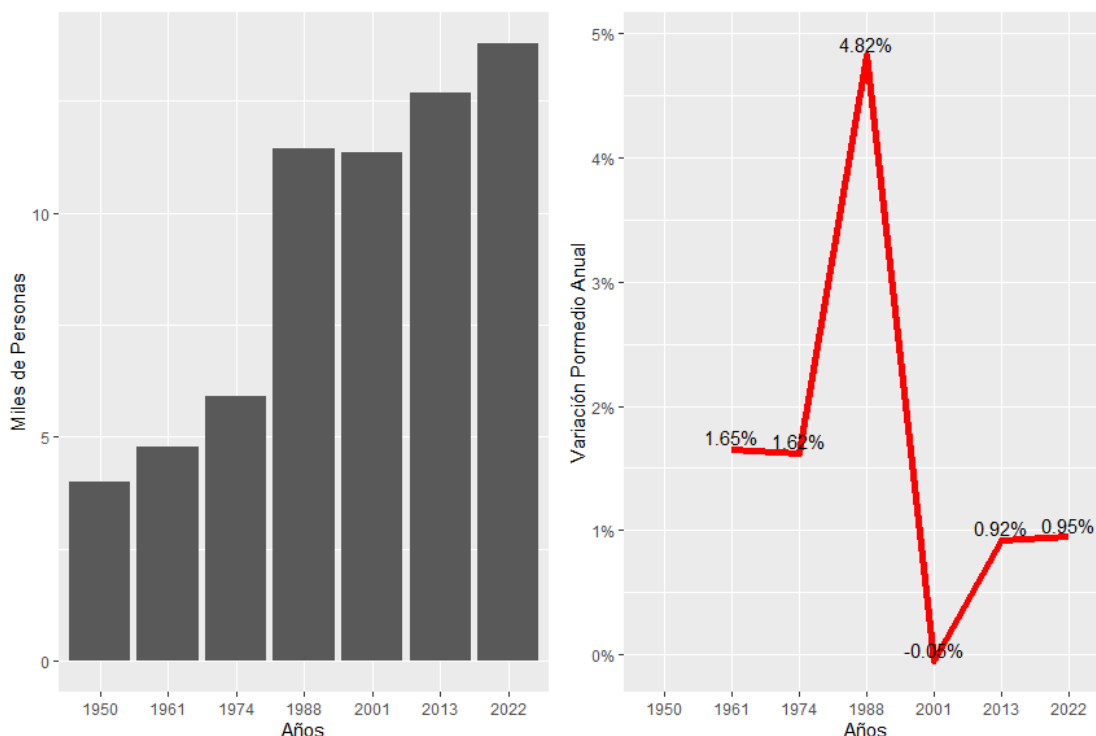 Miles de Personas
10
5
0
1950 1961 1974 1988 2001 2013 2022
Años
Variación Pormedio Anual
5%
4%
3%
2%
1%
0%
4.82%
1.65%
1.62%
0.92%
0.95%
-0.05%
1950 1961 1974 1988 2001 2013 2022
Años